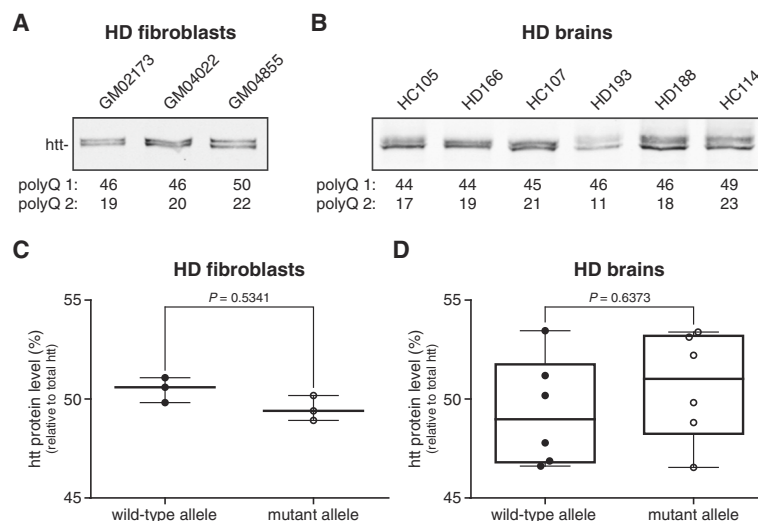 A
HD fibroblasts
GM02173 GM04022 GM04855
htt-
polyQ 1: 46 46 50
polyQ 2: 19 20 22
B
HD brains
HC105 HD166 HC107 HD193 HD188 HC114
polyQ 1: 44 44 45 46 46 49
polyQ 2: 17 19 21 11 18 23
C
HD fibroblasts
htt protein level (%)
(relative to total htt)
55
50
45
P = 0.5341
wild-type allele mutant allele
D
HD brains
htt protein level (%)
(relative to total htt)
55
50
45
P = 0.6373
wild-type allele mutant allele